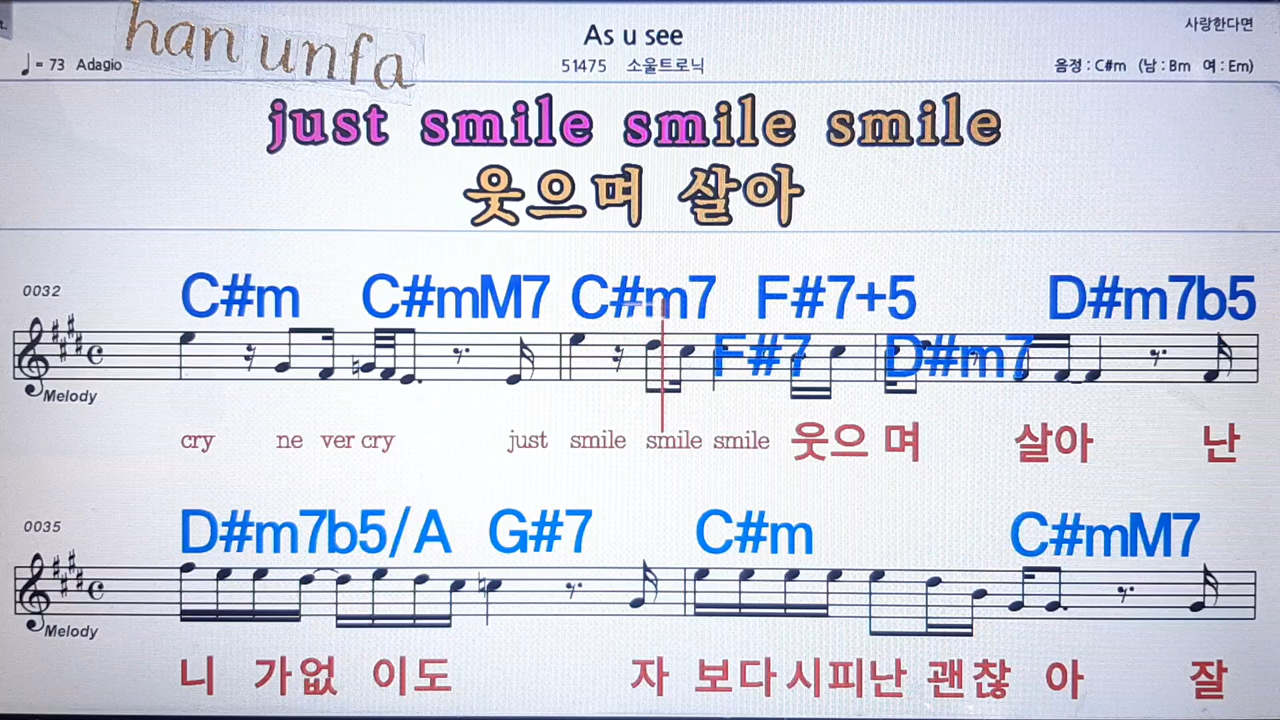 han unfa
As u see
사랑한다면
♩= 73 Adagio
51475 소울트로닉
음정 : C#m (남 : Bm 여 : Em)
just smile smile smile
웃으며 살아
0032
C#m C#mM7 C#m7 F#7+5 D#m7b5
F#7 D#m7
Melody
cry ne ver cry just smile smile smile 웃으 며 살아 난
0035
D#m7b5/A G#7 C#m C#mM7
Melody
니 가없 이도 자 보다시피난 괜찮 아 잘